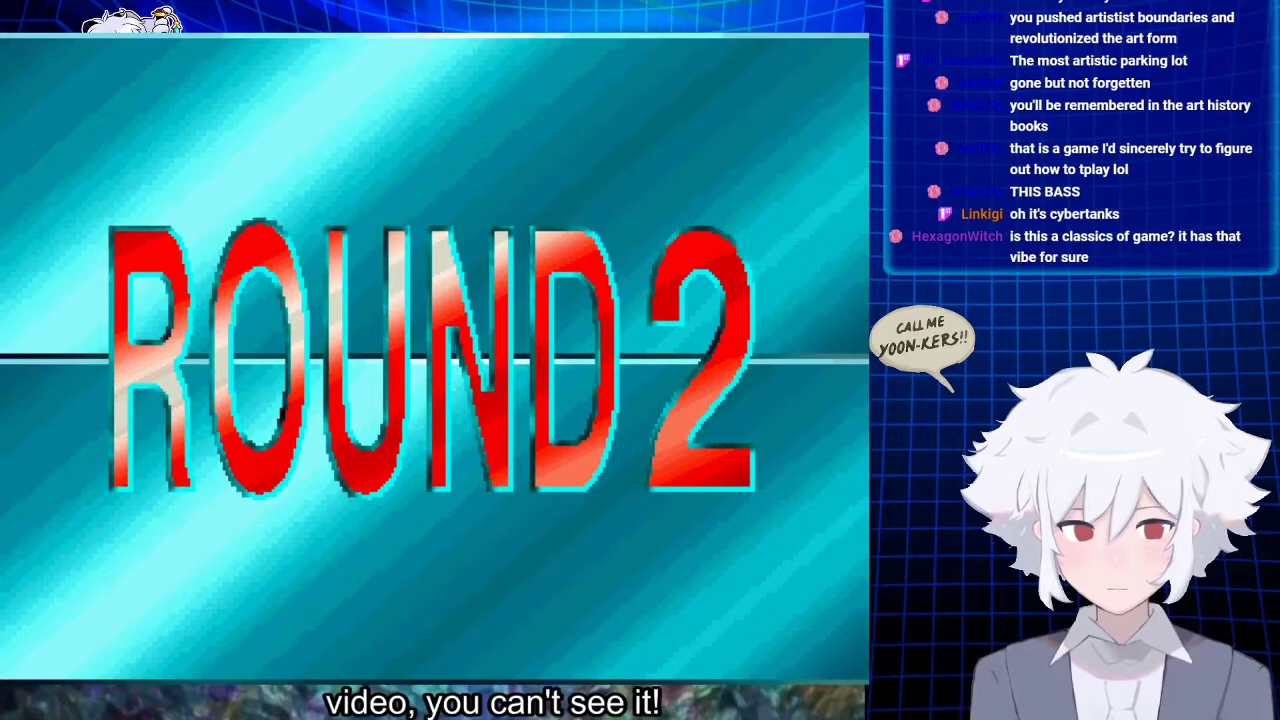 you pushed artistist boundaries and
revolutionized the art form
The most artistic parking lot
gone but not forgetten
you'll be remembered in the art history
books
that is a game I'd sincerely try to figure
out how to tplay lol
THIS BASS
Linkigi oh it's cybertanks
HexagonWitch is this a classics of game? it has that
vibe for sure
CALL ME
YOON-KERS!!
ROUND 2
video, you can't see it!